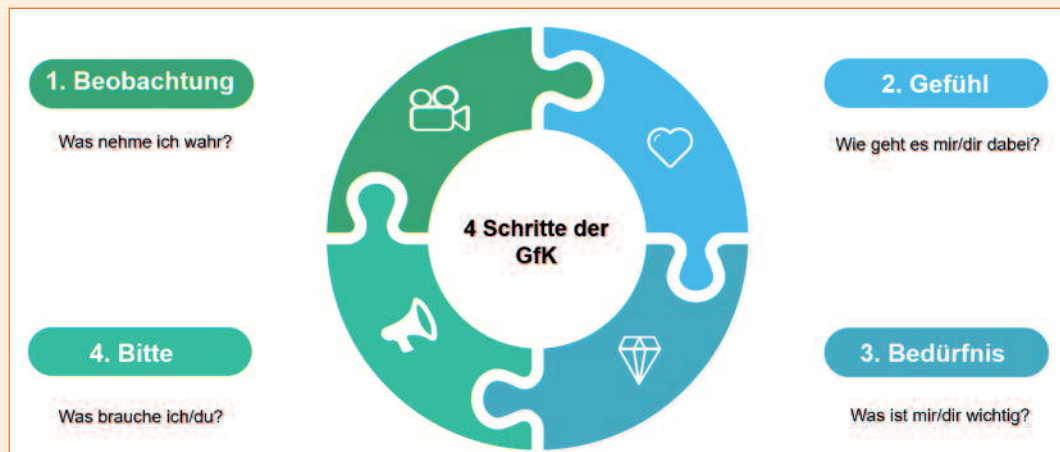 1. Beobachtung
Was nehme ich wahr?
2. Gefühl
Wie geht es mir/dir dabei?
4 Schritte der
GfK
3. Bedürfnis
Was ist mir/dir wichtig?
4. Bitte
Was brauche ich/du?